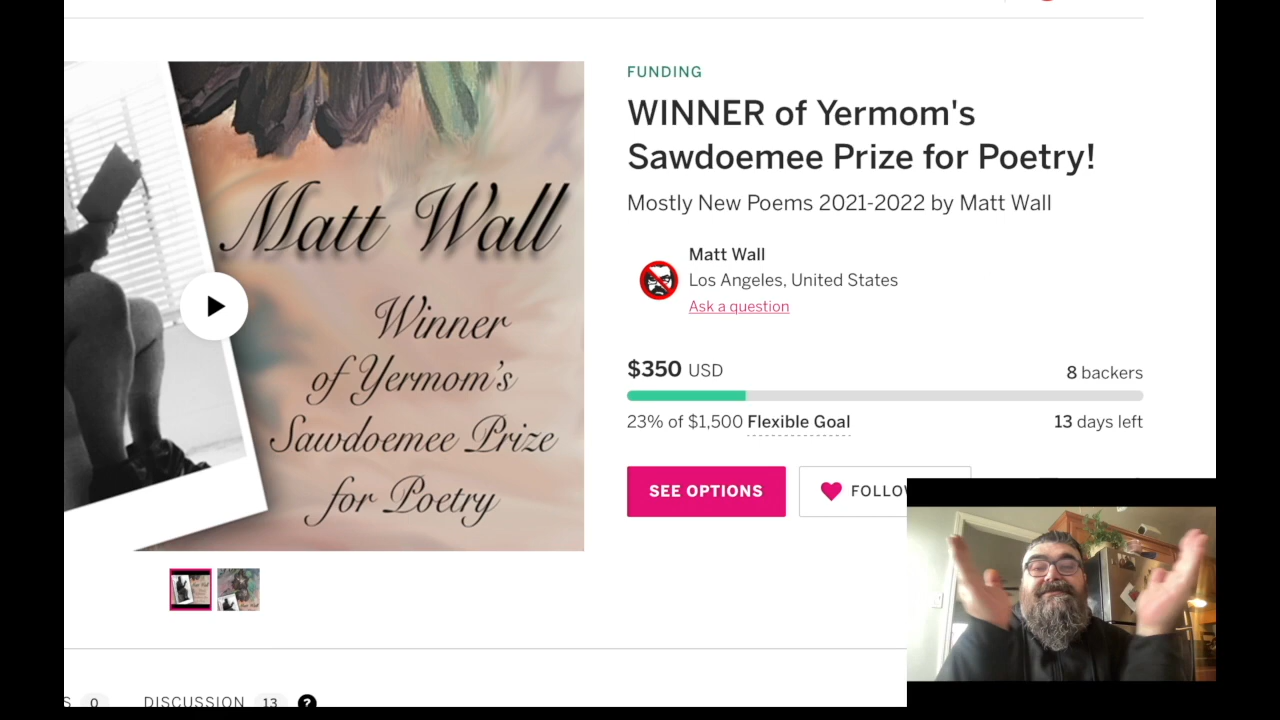 Matt Wall
Winner
of Yermom's
Sawdoemee Prize
for Poetry
FUNDING
WINNER of Yermom's
Sawdoemee Prize for Poetry!
Mostly New Poems 2021-2022 by Matt Wall
Matt Wall
Los Angeles, United States
Ask a question
$350 USD
8 backers
23% of $1,500 Flexible Goal
13 days left
SEE OPTIONS
FOLLO
S 0
DISCUSSION 13 ?